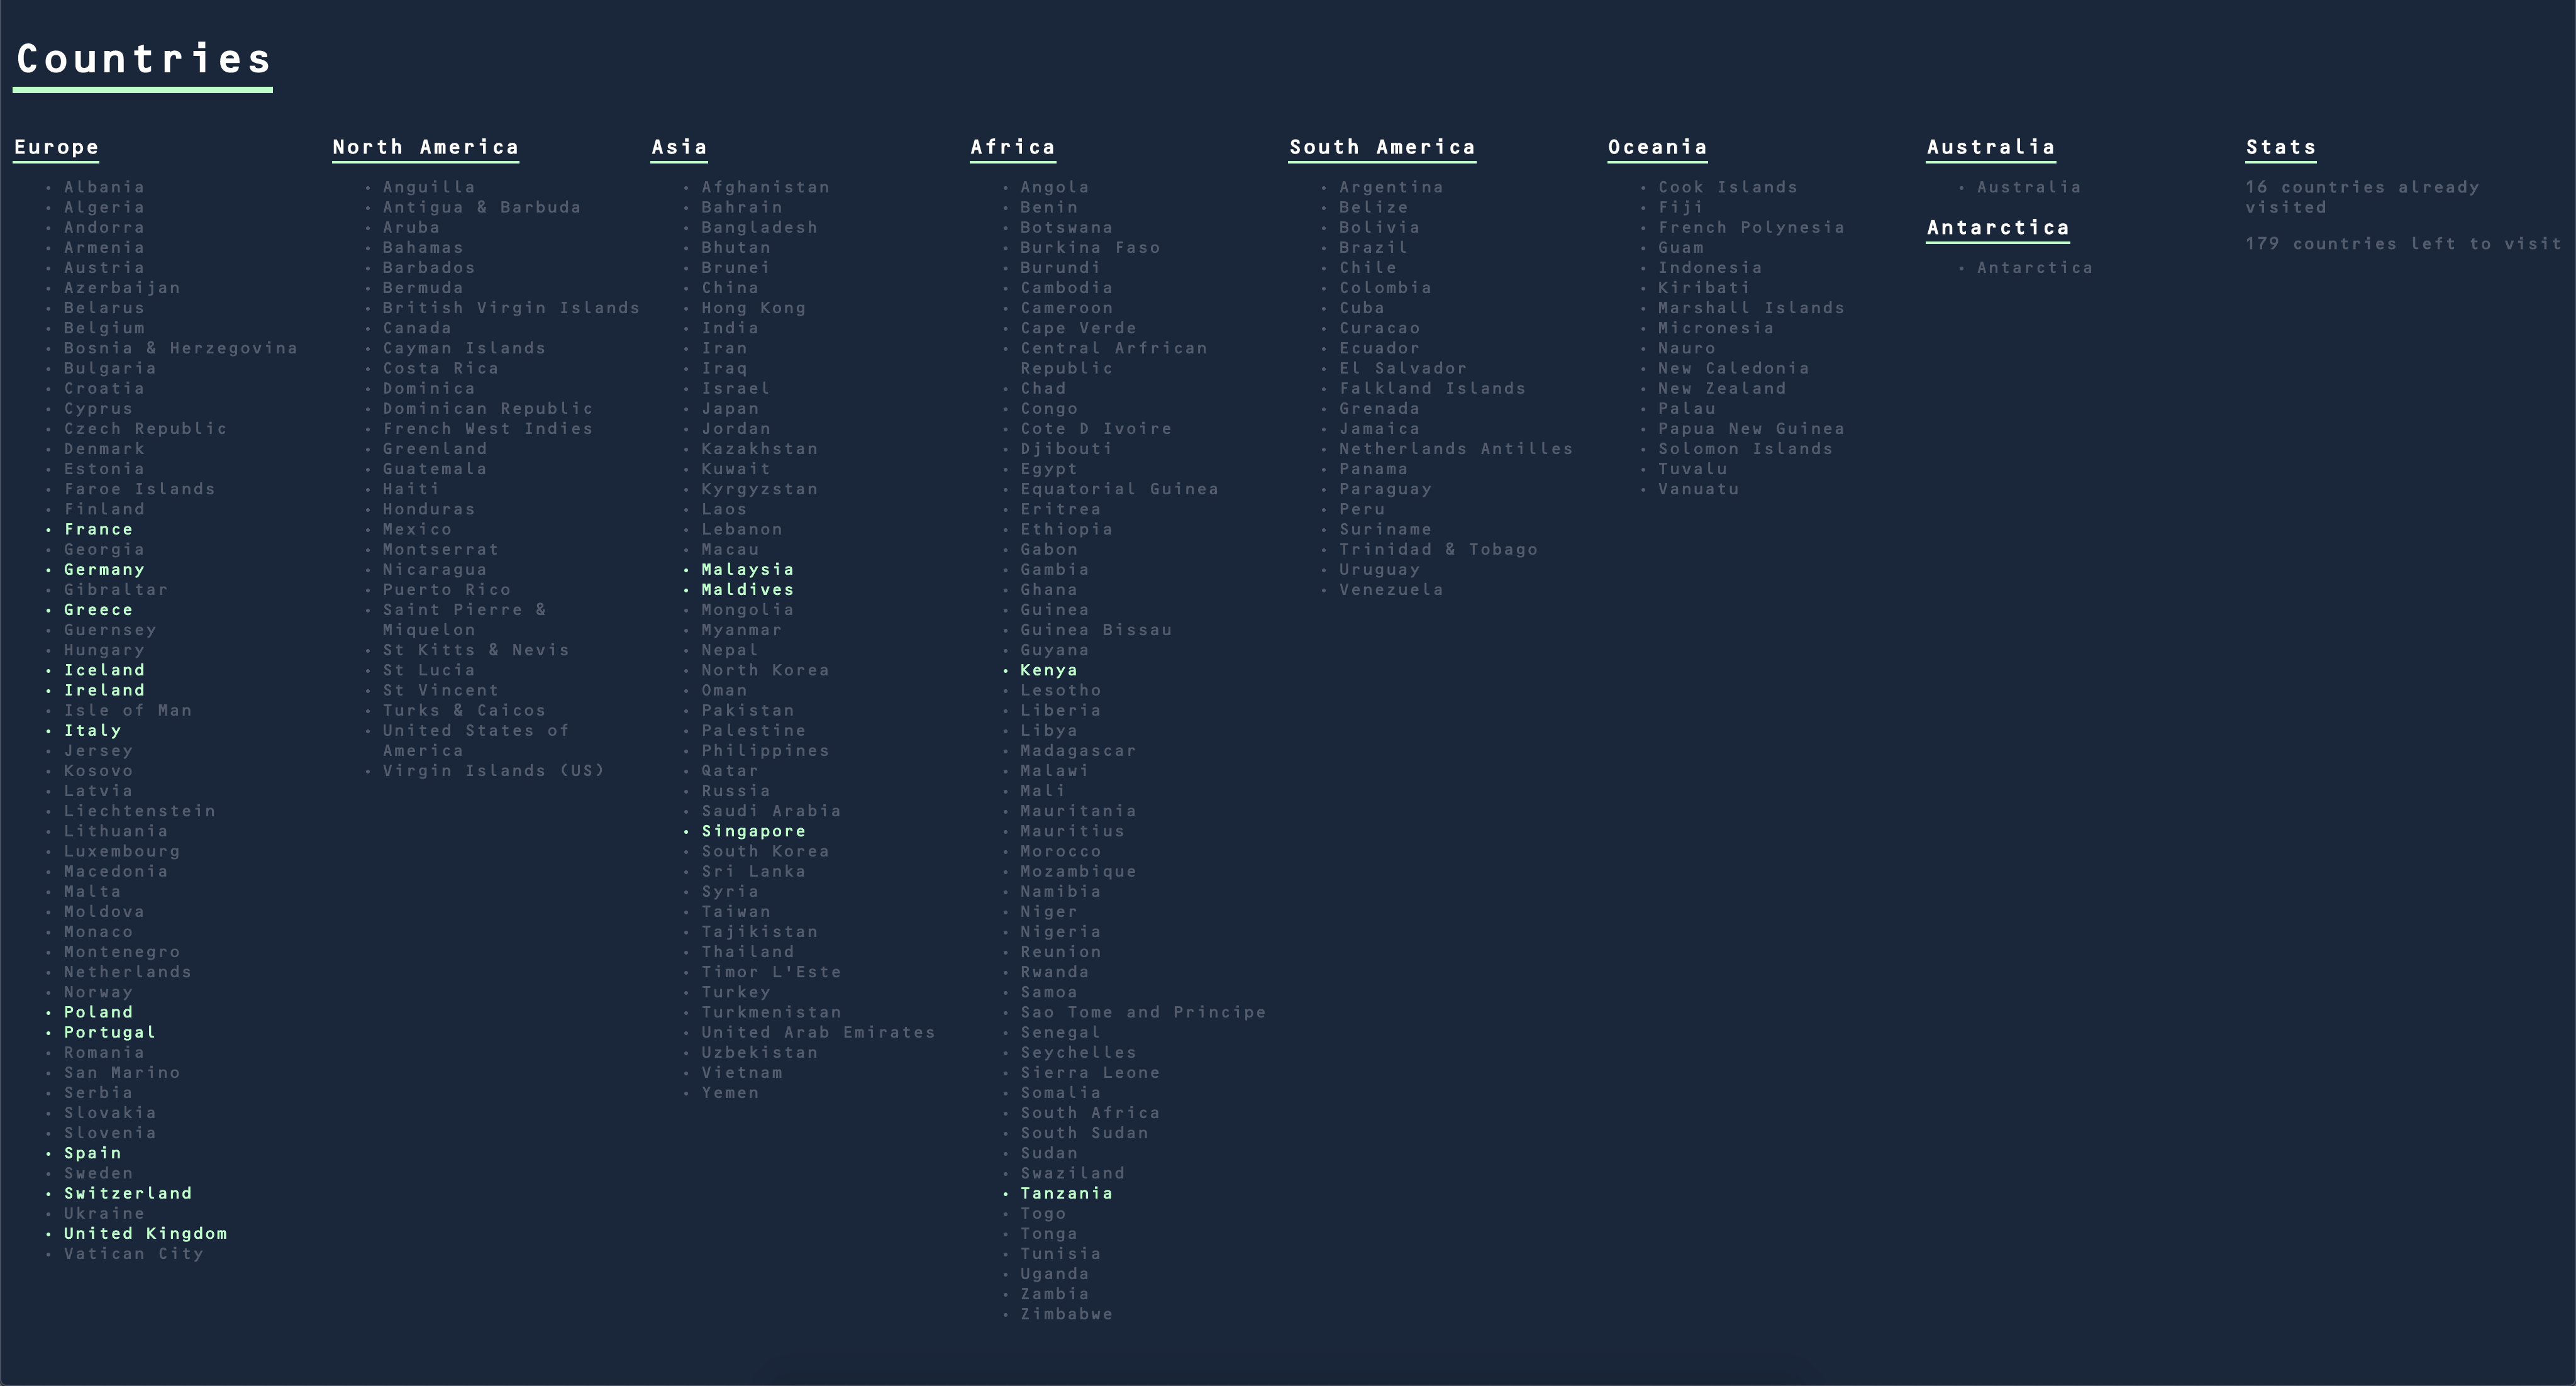 Countries
Europe
• Albania
• Algeria
• Andorra
• Armenia
• Austria
• Azerbaijan
• Belarus
• Belgium
• Bosnia & Herzegovina
• Bulgaria
• Croatia
• Cyprus
• Czech Republic
• Denmark
• Estonia
• Faroe Islands
• Finland
• France
• Georgia
• Germany
• Gibraltar
• Greece
• Guernsey
• Hungary
• Iceland
• Ireland
• Isle of Man
• Italy
• Jersey
• Kosovo
• Latvia
• Liechtenstein
• Lithuania
• Luxembourg
• Macedonia
• Malta
• Moldova
• Monaco
• Montenegro
• Netherlands
• Norway
• Poland
• Portugal
• Romania
• San Marino
• Serbia
• Slovakia
• Slovenia
• Spain
• Sweden
• Switzerland
• Ukraine
• United Kingdom
• Vatican City
North America
• Anguilla
• Antigua & Barbuda
• Aruba
• Bahamas
• Barbados
• Bermuda
• British Virgin Islands
• Canada
• Cayman Islands
• Costa Rica
• Dominica
• Dominican Republic
• French West Indies
• Greenland
• Guatemala
• Haiti
• Honduras
• Mexico
• Montserrat
• Nicaragua
• Puerto Rico
• Saint Pierre &
Miquelon
• St Kitts & Nevis
• St Lucia
• St Vincent
• Turks & Caicos
• United States of
America
• Virgin Islands (US)
Asia
• Afghanistan
• Bahrain
• Bangladesh
• Bhutan
• Brunei
• China
• Hong Kong
• India
• Iran
• Iraq
• Israel
• Japan
• Jordan
• Kazakhstan
• Kuwait
• Kyrgyzstan
• Laos
• Lebanon
• Macau
• Malaysia
• Maldives
• Mongolia
• Myanmar
• Nepal
• North Korea
• Oman
• Pakistan
• Palestine
• Philippines
• Qatar
• Russia
• Saudi Arabia
• Singapore
• South Korea
• Sri Lanka
• Syria
• Taiwan
• Tajikistan
• Thailand
• Timor L'Este
• Turkey
• Turkmenistan
• United Arab Emirates
• Uzbekistan
• Vietnam
• Yemen
Africa
• Angola
• Benin
• Botswana
• Burkina Faso
• Burundi
• Cambodia
• Cameroon
• Cape Verde
• Central Arfrican
Republic
• Chad
• Congo
• Cote D Ivoire
• Djibouti
• Egypt
• Equatorial Guinea
• Eritrea
• Ethiopia
• Gabon
• Gambia
• Ghana
• Guinea
• Guinea Bissau
• Guyana
• Kenya
• Lesotho
• Liberia
• Libya
• Madagascar
• Malawi
• Mali
• Mauritania
• Mauritius
• Morocco
• Mozambique
• Namibia
• Niger
• Nigeria
• Reunion
• Rwanda
• Samoa
• Sao Tome and Principe
• Senegal
• Seychelles
• Sierra Leone
• Somalia
• South Africa
• South Sudan
• Sudan
• Swaziland
• Tanzania
• Togo
• Tonga
• Tunisia
• Uganda
• Zambia
• Zimbabwe
South America
• Argentina
• Belize
• Bolivia
• Brazil
• Chile
• Colombia
• Cuba
• Curacao
• Ecuador
• El Salvador
• Falkland Islands
• Grenada
• Jamaica
• Netherlands Antilles
• Panama
• Paraguay
• Peru
• Suriname
• Trinidad & Tobago
• Uruguay
• Venezuela
Oceania
• Cook Islands
• Fiji
• French Polynesia
• Guam
• Indonesia
• Kiribati
• Marshall Islands
• Micronesia
• Nauro
• New Caledonia
• New Zealand
• Palau
• Papua New Guinea
• Solomon Islands
• Tuvalu
• Vanuatu
Australia
• Australia
Antarctica
• Antarctica
Stats
16 countries already
visited
179 countries left to visit